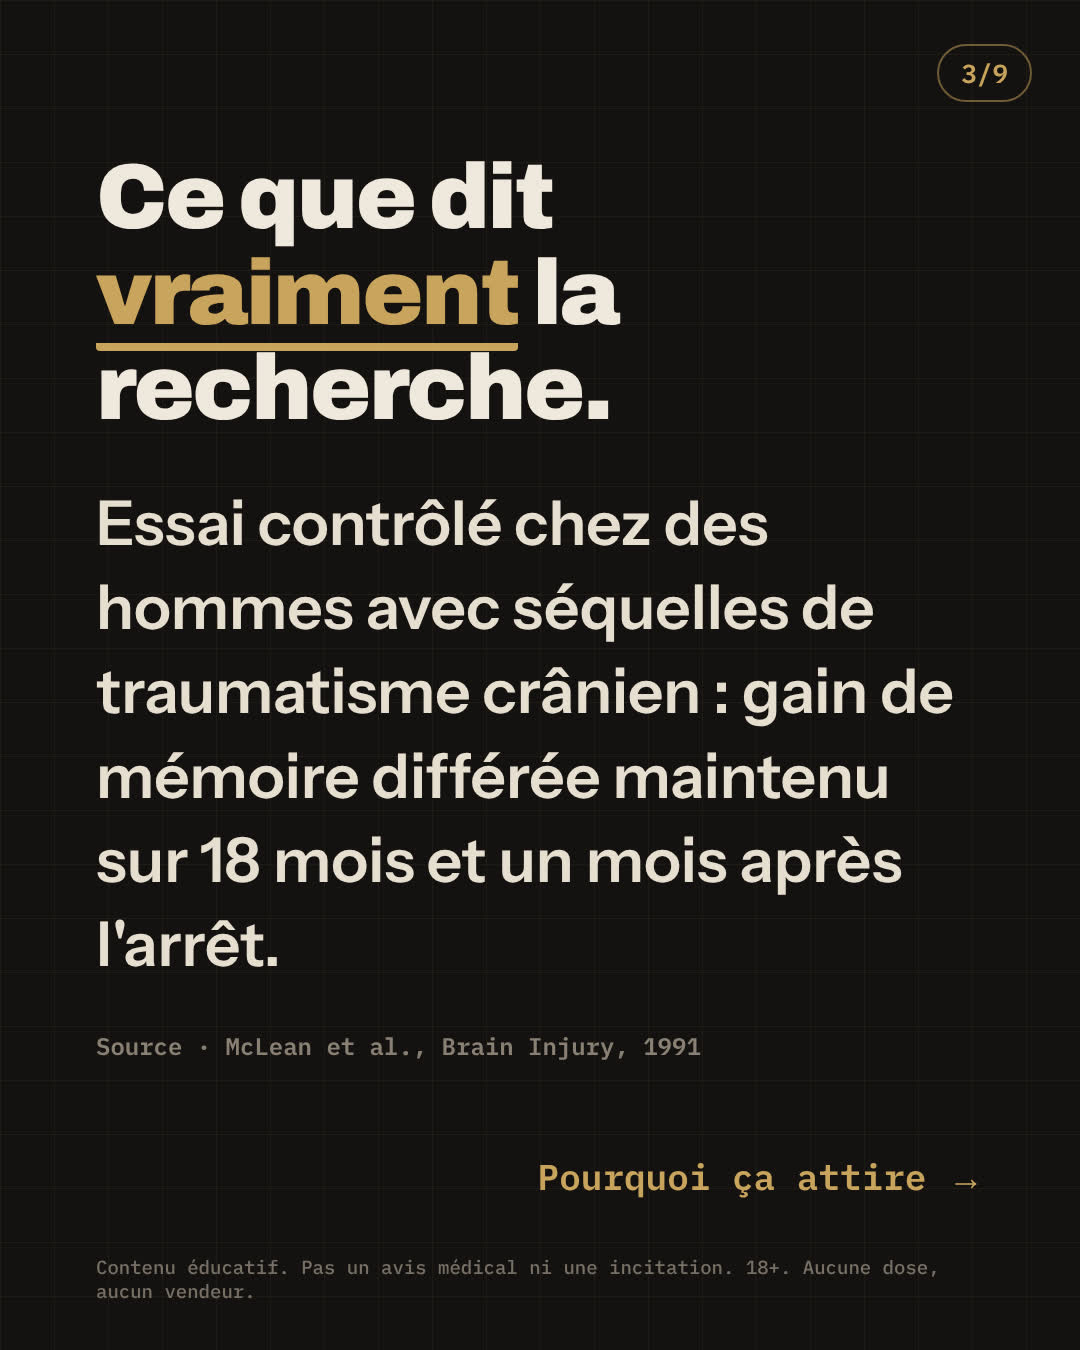 3/9
Ce que dit
vraiment la
recherche.
Essai contrôlé chez des
hommes avec séquelles de
traumatisme crânien : gain de
mémoire différée maintenu
sur 18 mois et un mois après
l'arrêt.
Source · McLean et al., Brain Injury, 1991
Pourquoi ça attire →
Contenu éducatif. Pas un avis médical ni une incitation. 18+. Aucune dose,
aucun vendeur.